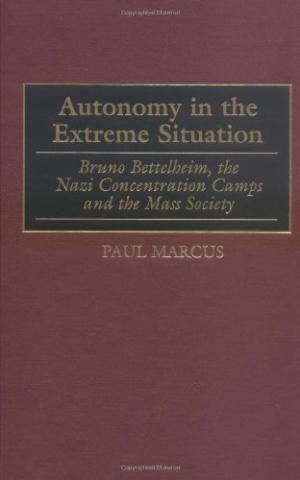 Autonomy in the
Extreme Situation
Bruno Bettelheim, the
Nazi Concentration Camps
and the Mass Society
PAUL MARCUS